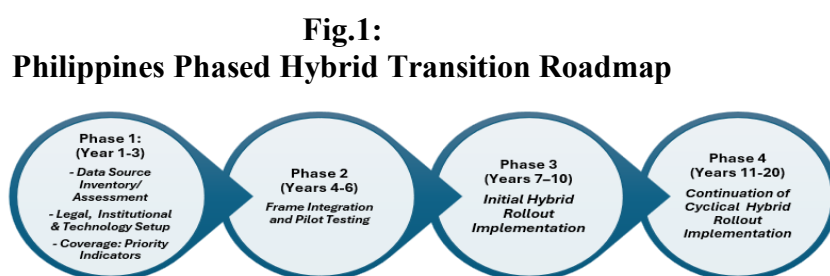 Fig.1:
Philippines Phased Hybrid Transition Roadmap
Phase 1:
(Year 1-3)
- Data Source
Inventory/
Assessment
- Legal, Institutional
& Technology Setup
- Coverage: Priority
Indicators
Phase 2
(Years 4-6)
Frame Integration
and Pilot Testing
Phase 3
(Years 7–10)
Initial Hybrid
Rollout
Implementation
Phase 4
(Years 11-20)
Continuation of
Cyclical Hybrid
Rollout
Implementation